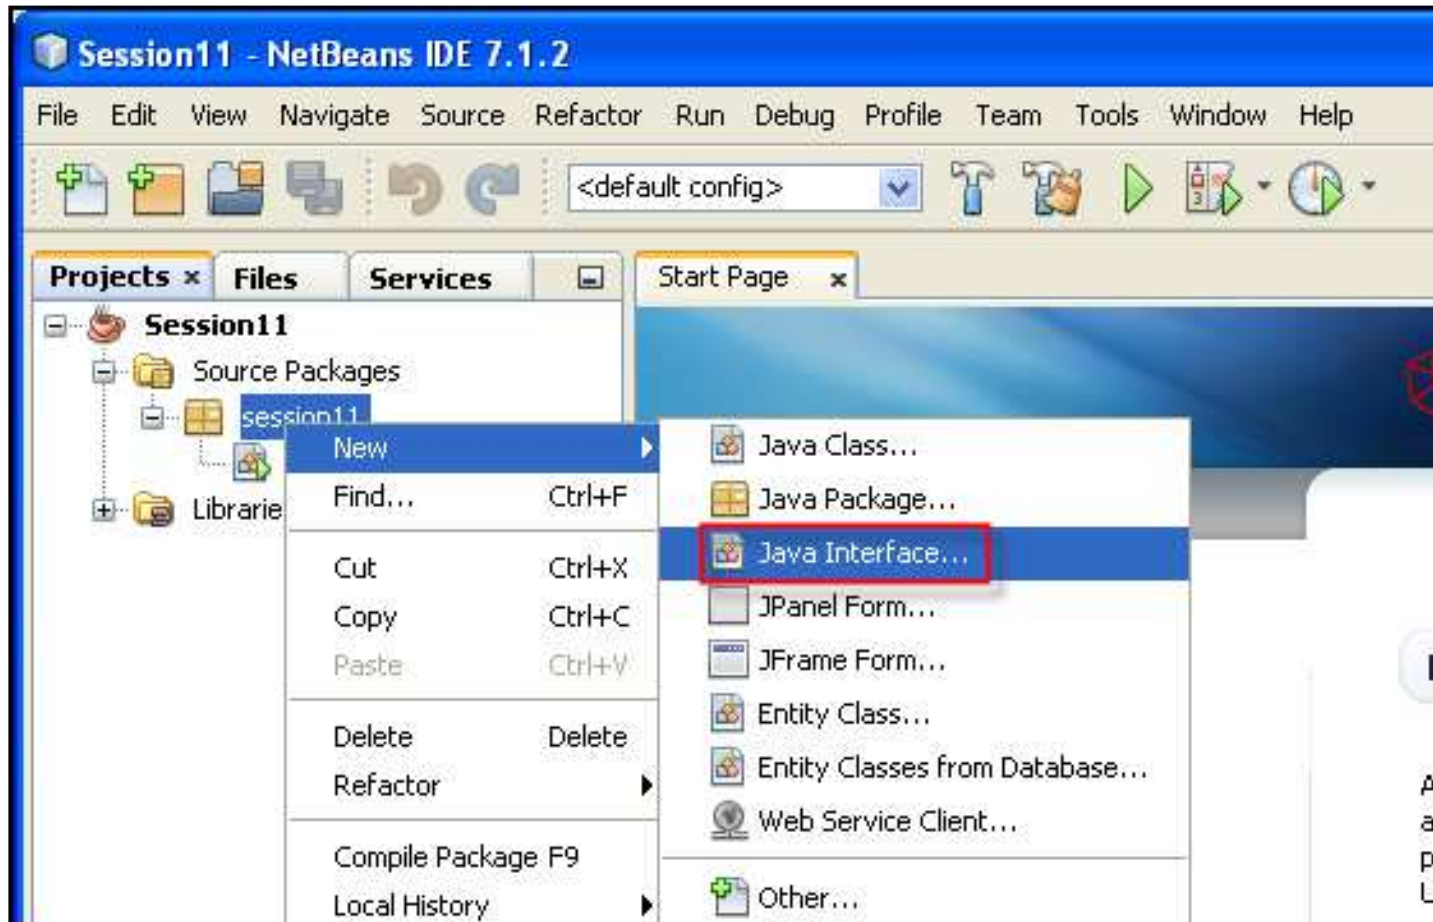 Session11 - NetBeans IDE 7.1.2
File Edit View Navigate Source Refactor Run Debug Profile Team Tools Window Help
<default config>
Projects Files Services Start Page
Session11
Source Packages
session11
New
Java Class...
Find... Ctrl+F
Java Package...
Java Interface...
Cut Ctrl+X
Copy Ctrl+C
JPanel Form...
Paste Ctrl+V
JFrame Form...
Entity Class...
Delete Delete
Refactor
Entity Classes from Database...
Web Service Client...
Compile Package F9
Local History
Other...